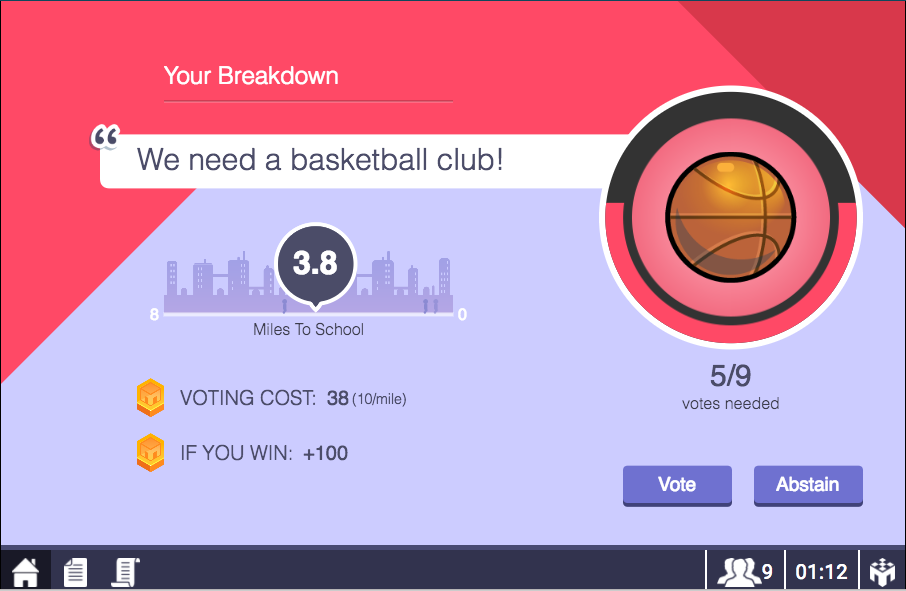 Your Breakdown
“
We need a basketball club!
3.8
8
0
Miles To School
VOTING COST: 38 (10/mile)
IF YOU WIN: +100
5/9
votes needed
Vote
Abstain
9
01:12